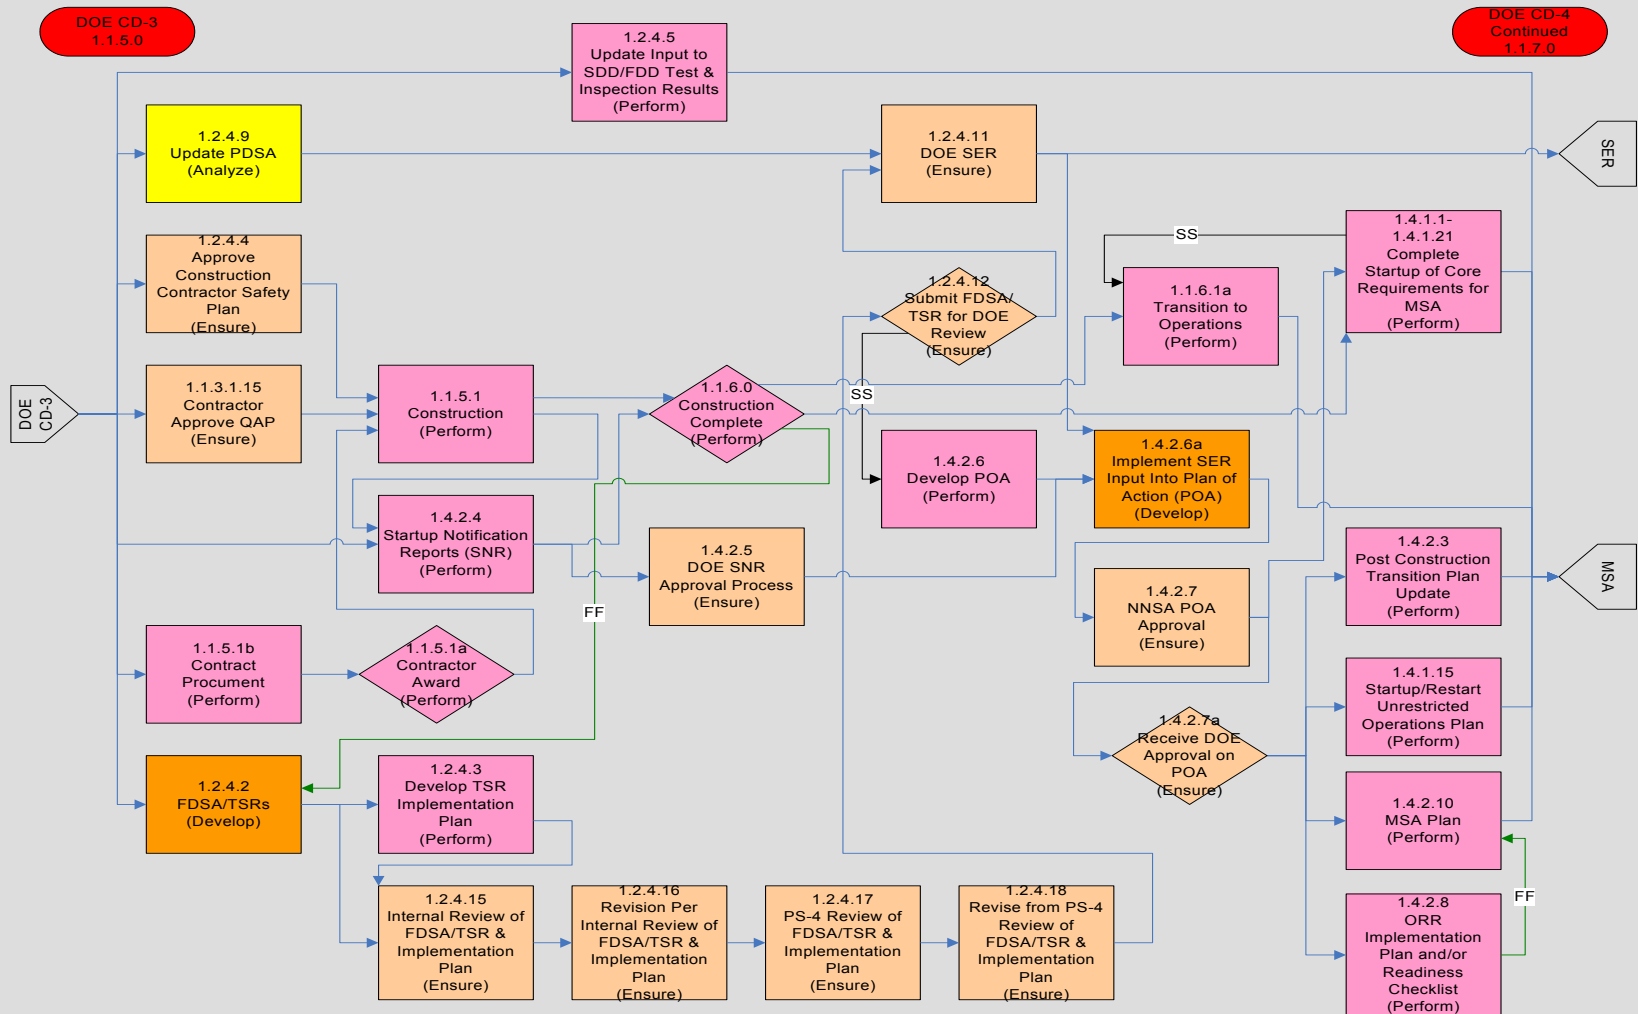 DOE CD-3
1.1.5.0
DOE CD-4
Continued
1.1.7.0
1.2.4.5
Update Input to
SDD/FDD Test &
Inspection Results
(Perform)
1.2.4.9
Update PDSA
(Analyze)
1.2.4.11
DOE SER
(Ensure)
SER
1.2.4.4
Approve
Construction
Contractor Safety
Plan
(Ensure)
1.2.4.12
Submit FDSA/
TSR for DOE
Review
(Ensure)
SS
1.1.6.1a
Transition to
Operations
(Perform)
1.4.1.1-
1.4.1.21
Complete
Startup of Core
Requirements for
MSA
(Perform)
DOE
CD-3
1.1.3.1.15
Contractor
Approve QAP
(Ensure)
1.1.5.1
Construction
(Perform)
1.1.6.0
Construction
Complete
(Perform)
SS
1.4.2.6
Develop POA
(Perform)
1.4.2.6a
Implement SER
Input Into Plan of
Action (POA)
(Develop)
1.4.2.4
Startup Notification
Reports (SNR)
(Perform)
1.4.2.5
DOE SNR
Approval Process
(Ensure)
1.4.2.7
NNSA POA
Approval
(Ensure)
1.4.2.3
Post Construction
Transition Plan
Update
(Perform)
MSA
FF
1.1.5.1b
Contract
Procument
(Perform)
1.1.5.1a
Contractor
Award
(Perform)
1.4.2.7a
Receive DOE
Approval on
POA
(Ensure)
1.4.1.15
Startup/Restart
Unrestricted
Operations Plan
(Perform)
1.2.4.2
FDSA/TSRs
(Develop)
1.2.4.3
Develop TSR
Implementation
Plan
(Perform)
1.4.2.10
MSA Plan
(Perform)
1.2.4.15
Internal Review of
FDSA/TSR &
Implementation
Plan
(Ensure)
1.2.4.16
Revision Per
Internal Review of
FDSA/TSR &
Implementation
Plan
(Ensure)
1.2.4.17
PS-4 Review of
FDSA/TSR &
Implementation
Plan
(Ensure)
1.2.4.18
Revise from PS-4
Review of
FDSA/TSR &
Implementation
Plan
(Ensure)
1.4.2.8
ORR
Implementation
Plan and/or
Readiness
Checklist
(Perform)
FF